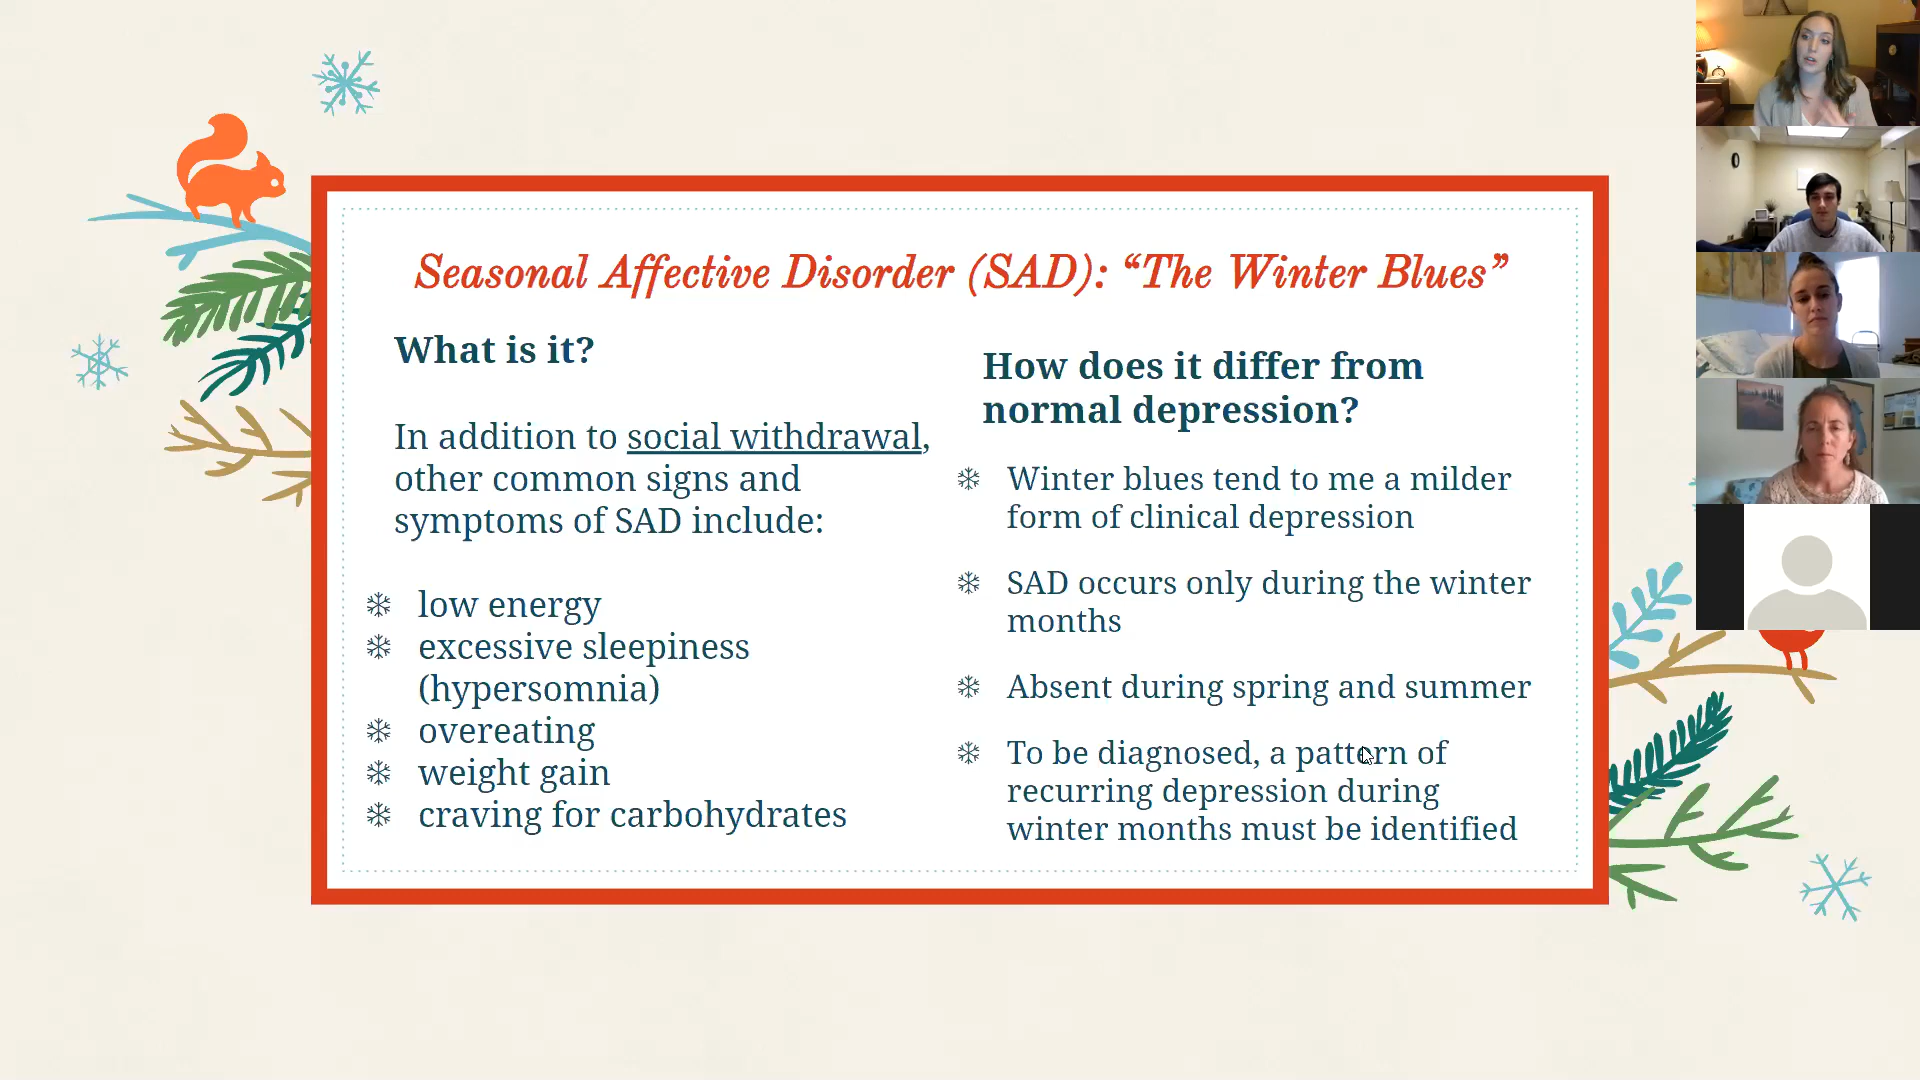 Seasonal Affective Disorder (SAD): “The Winter Blues”
What is it?
In addition to social withdrawal,
other common signs and
symptoms of SAD include:
low energy
excessive sleepiness
(hypersomnia)
overeating
weight gain
craving for carbohydrates
How does it differ from
normal depression?
Winter blues tend to me a milder
form of clinical depression
SAD occurs only during the winter
months
Absent during spring and summer
To be diagnosed, a pattern of
recurring depression during
winter months must be identified